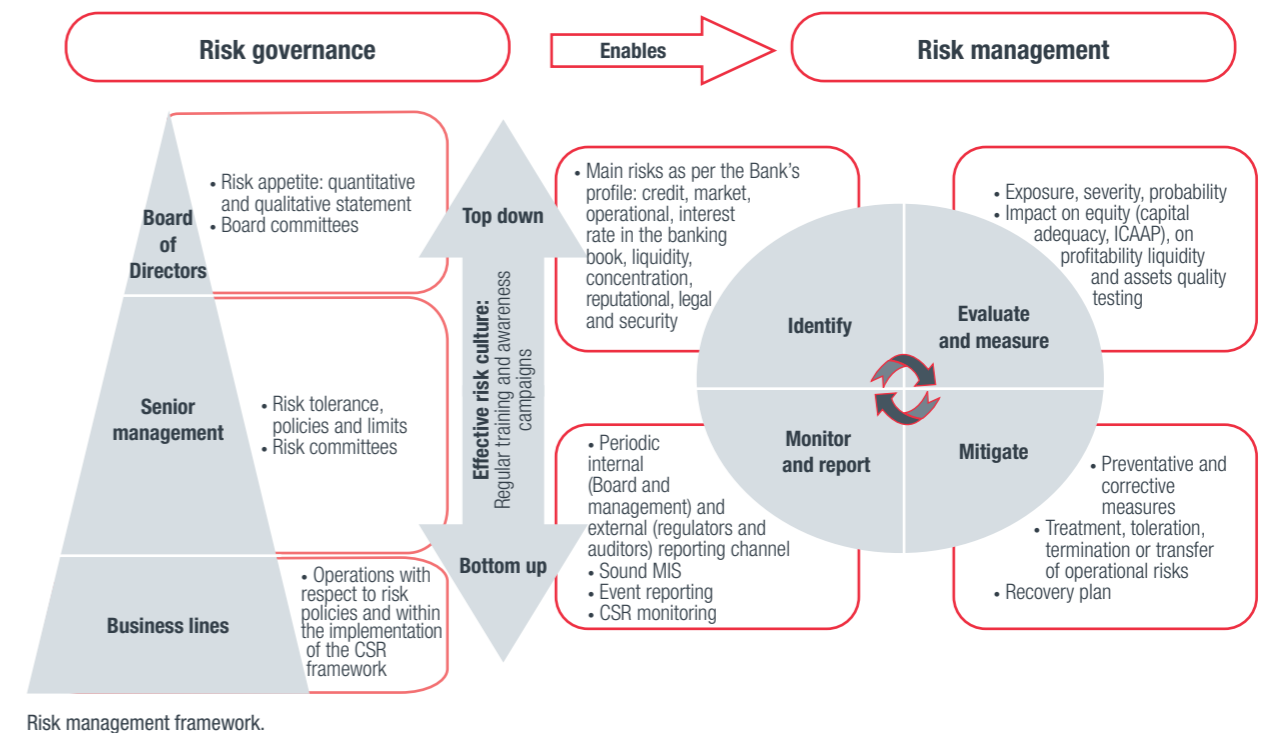 Risk governance
Enables
Risk management
Board
of
Directors
• Risk appetite: quantitative
and qualitative statement
• Board committees
Senior
management
• Risk tolerance,
policies and limits
• Risk committees
Business lines
• Operations with
respect to risk
policies and within
the implementation
of the CSR
framework
Top down
Effective risk culture:
Regular training and awareness
campaigns
Bottom up
• Main risks as per the Bank's
profile: credit, market,
operational, interest
rate in the banking
book, liquidity,
concentration,
reputational, legal
and security
Identify
Evaluate
and measure
• Exposure, severity, probability
• Impact on equity (capital
adequacy, ICAAP), on
profitability liquidity
and assets quality
testing
• Periodic
internal
(Board and
management) and
external (regulators and
auditors) reporting channel
• Sound MIS
• Event reporting
• CSR monitoring
Monitor
and report
Mitigate
• Preventative and
corrective
measures
• Treatment, toleration,
termination or transfer
of operational risks
• Recovery plan
Risk management framework.